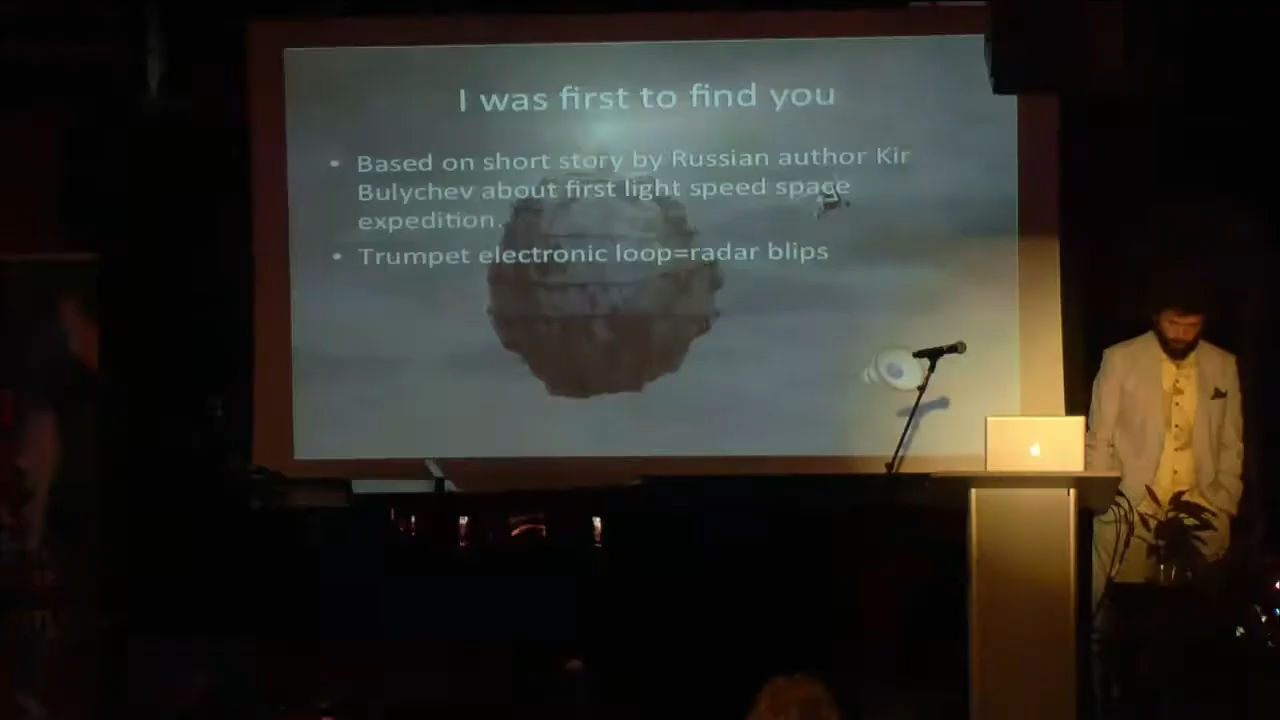 I was first to find you
• Based on short story by Russian author Kir
Bulychev about first light speed space
expedition.
• Trumpet electronic loop=radar blips